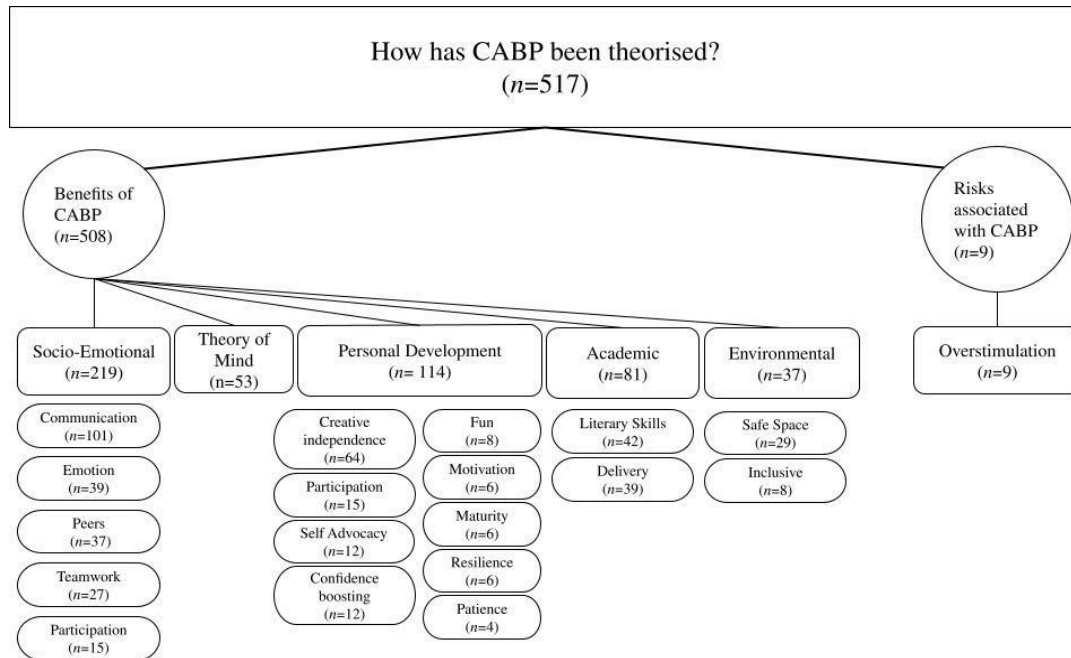 How has CABP been theorised?
(n=517)
Benefits of
CABP
(n=508)
Risks
associated
with CABP
(n=9)
Socio-Emotional
(n=219)
Theory of
Mind
(n=53)
Personal Development
(n= 114)
Academic
(n=81)
Environmental
(n=37)
Overstimulation
(n=9)
Communication
(n=101)
Emotion
(n=39)
Peers
(n=37)
Teamwork
(n=27)
Participation
(n=15)
Creative
independence
(n=64)
Participation
(n=15)
Self Advocacy
(n=12)
Confidence
boosting
(n=12)
Fun
(n=8)
Motivation
(n=6)
Maturity
(n=6)
Resilience
(n=6)
Patience
(n=4)
Literary Skills
(n=42)
Delivery
(n=39)
Safe Space
(n=29)
Inclusive
(n=8)